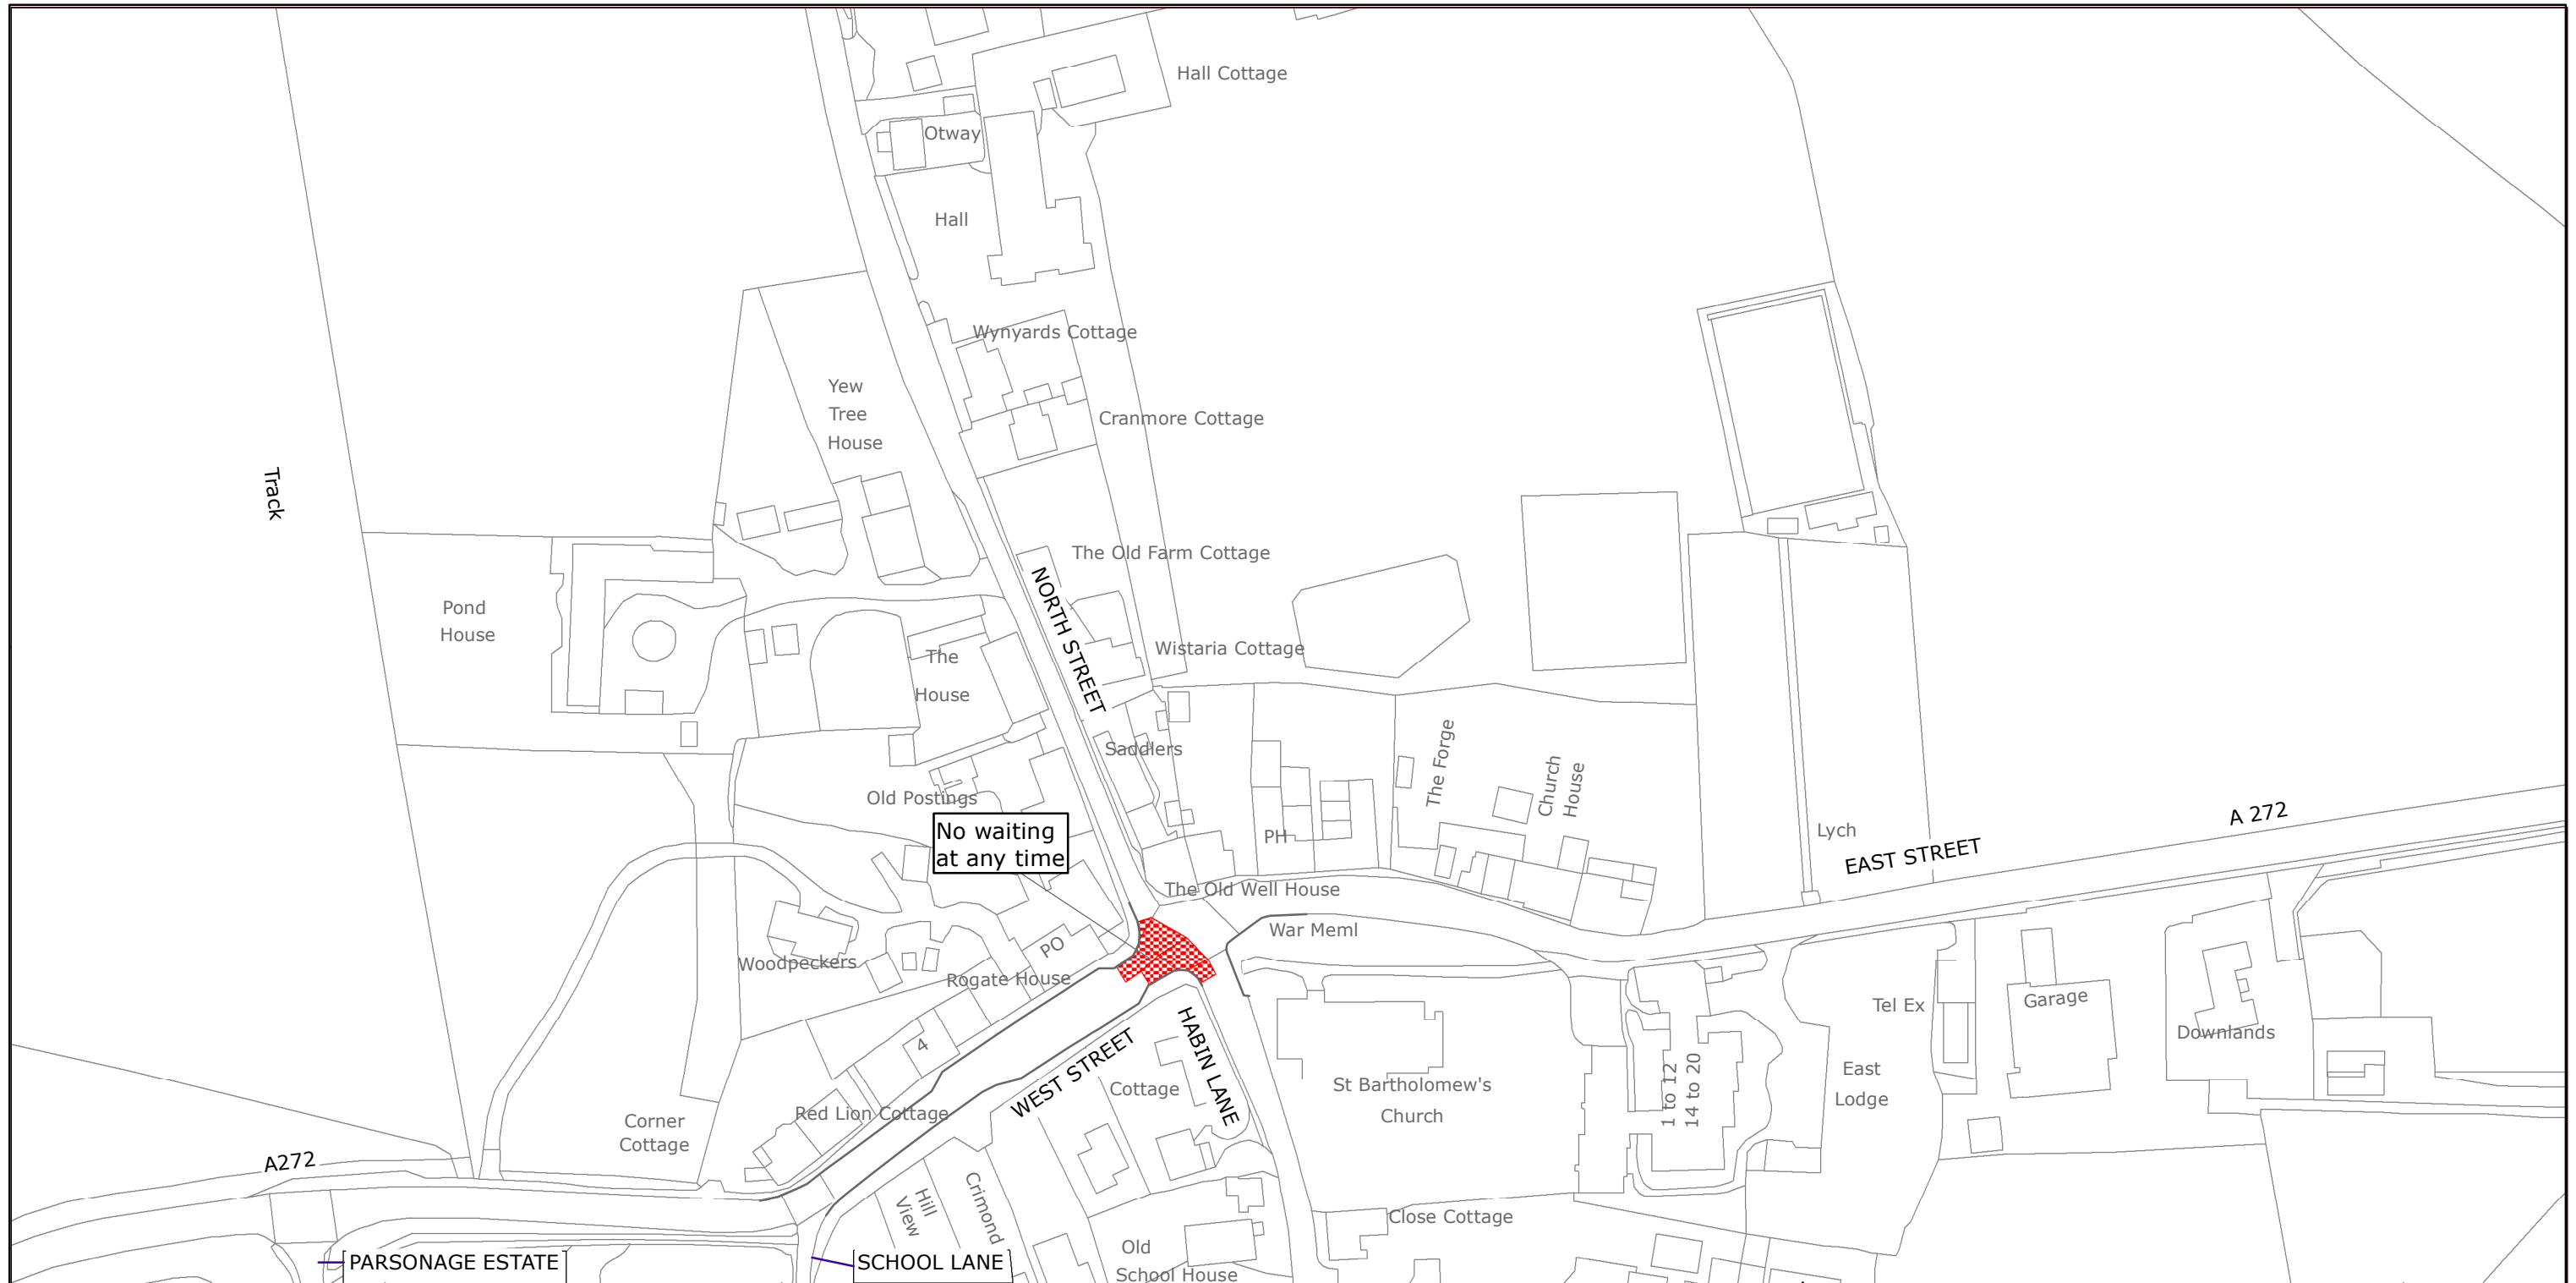 Hall Cottage
Otway
Hall
Wynyards Cottage
Yew
Tree
House
Cranmore Cottage
Track
The Old Farm Cottage
NORTH STREET
Pond
House
Wistaria Cottage
The
House
Saddlers
The Forge
Church
House
Old Postings
No waiting
at any time
PH
Lych
A 272
EAST STREET
The Old Well House
War Meml
PO
Woodpeckers
Rogate House
Tel Ex
Garage
Downlands
4
WEST STREET
HABIN LANE
Cottage
St Bartholomew's
Church
1 to 12
14 to 20
East
Lodge
Red Lion Cottage
Corner
Cottage
A272
Hill
View
Crimond
Close Cottage
PARSONAGE ESTATE
SCHOOL LANE
Old
School House